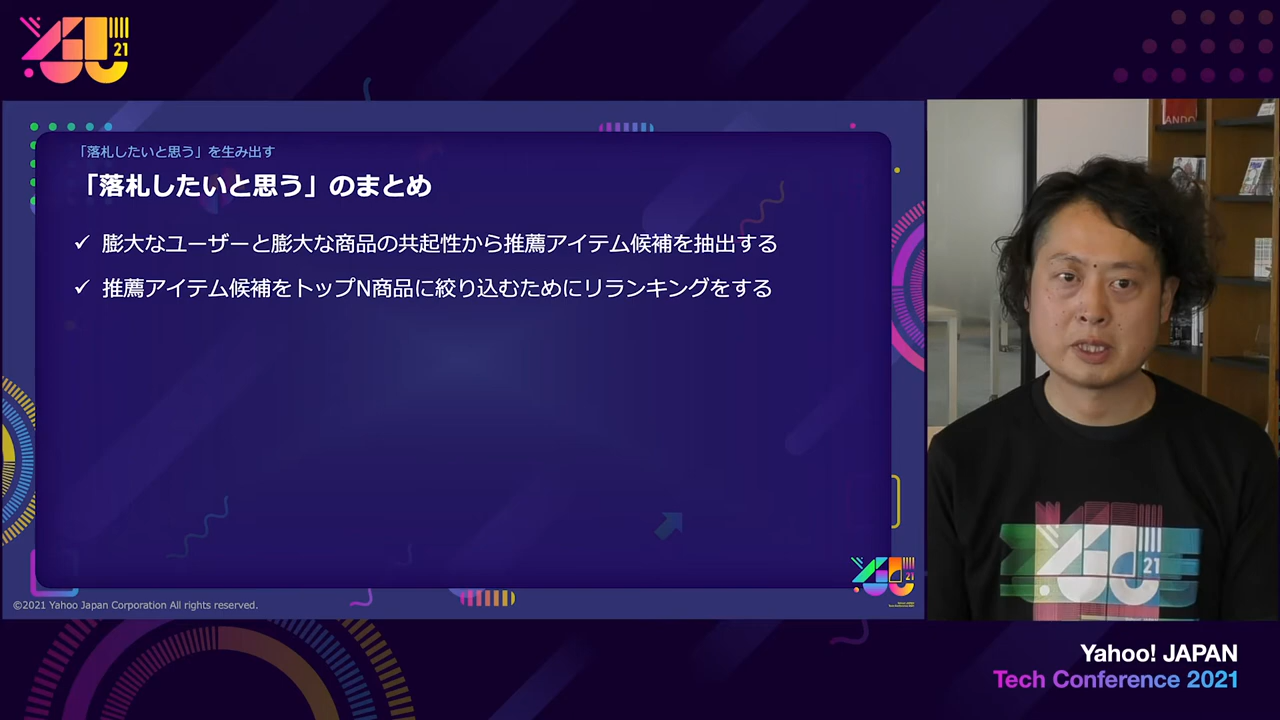 21
「落札したいと思う」を生み出す
「落札したいと思う」のまとめ
✓ 膨大なユーザーと膨大な商品の共起性から推薦アイテム候補を抽出する
✓ 推薦アイテム候補をトップN商品に絞り込むためにリランキングをする
21
©2021 Yahoo Japan Corporation All rights reserved.
ANDO
21
Yahoo! JAPAN
Tech Conference 2021